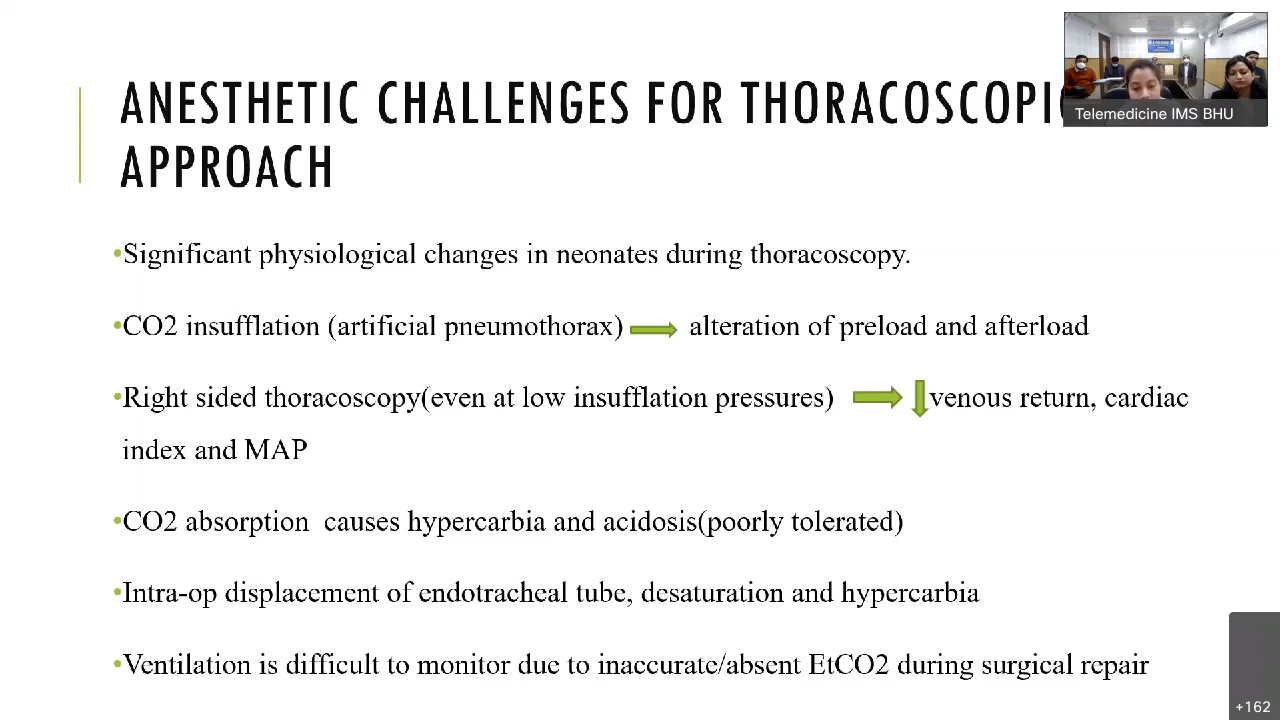 ANESTHETIC CHALLENGES FOR THORACOSCOPIC
APPROACH
Telemedicine IMS BHU
•Significant physiological changes in neonates during thoracoscopy.
•CO2 insufflation (artificial pneumothorax) alteration of preload and afterload
•Right sided thoracoscopy(even at low insufflation pressures) venous return, cardiac
index and MAP
•CO2 absorption causes hypercarbia and acidosis(poorly tolerated)
•Intra-op displacement of endotracheal tube, desaturation and hypercarbia
•Ventilation is difficult to monitor due to inaccurate/absent EtCO2 during surgical repair
+162